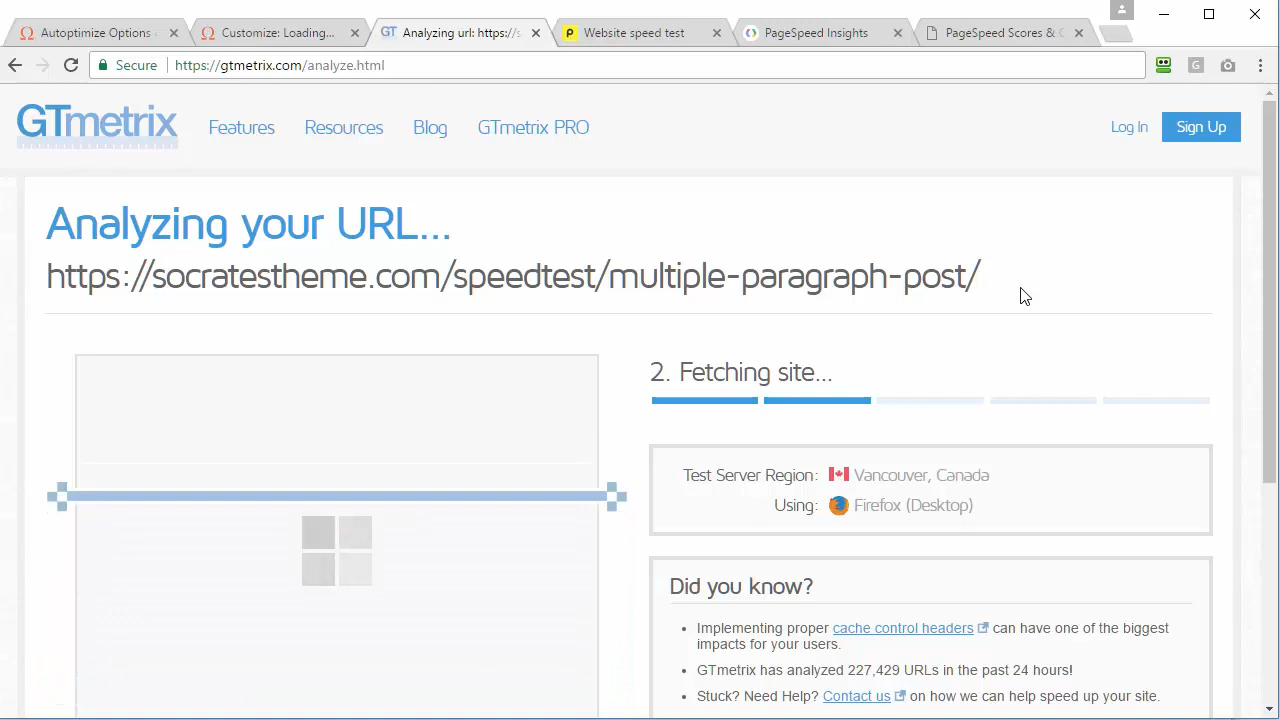 Autoptimize Options
Customize: Loading...
GT Analyzing url: https://s
p Website speed test
PageSpeed Insights
PageSpeed Scores & C
Secure https://gtmetrix.com/analyze.html
G
GTmetrix
Features
Resources
Blog
GTmetrix PRO
Log In
Sign Up
Analyzing your URL...
https://socratestheme.com/speedtest/multiple-paragraph-post/
2. Fetching site...
Test Server Region: Vancouver, Canada
Using: Firefox (Desktop)
Did you know?
• Implementing proper cache control headers can have one of the biggest
impacts for your users.
• GTmetrix has analyzed 227,429 URLs in the past 24 hours!
• Stuck? Need Help? Contact us on how we can help speed up your site.